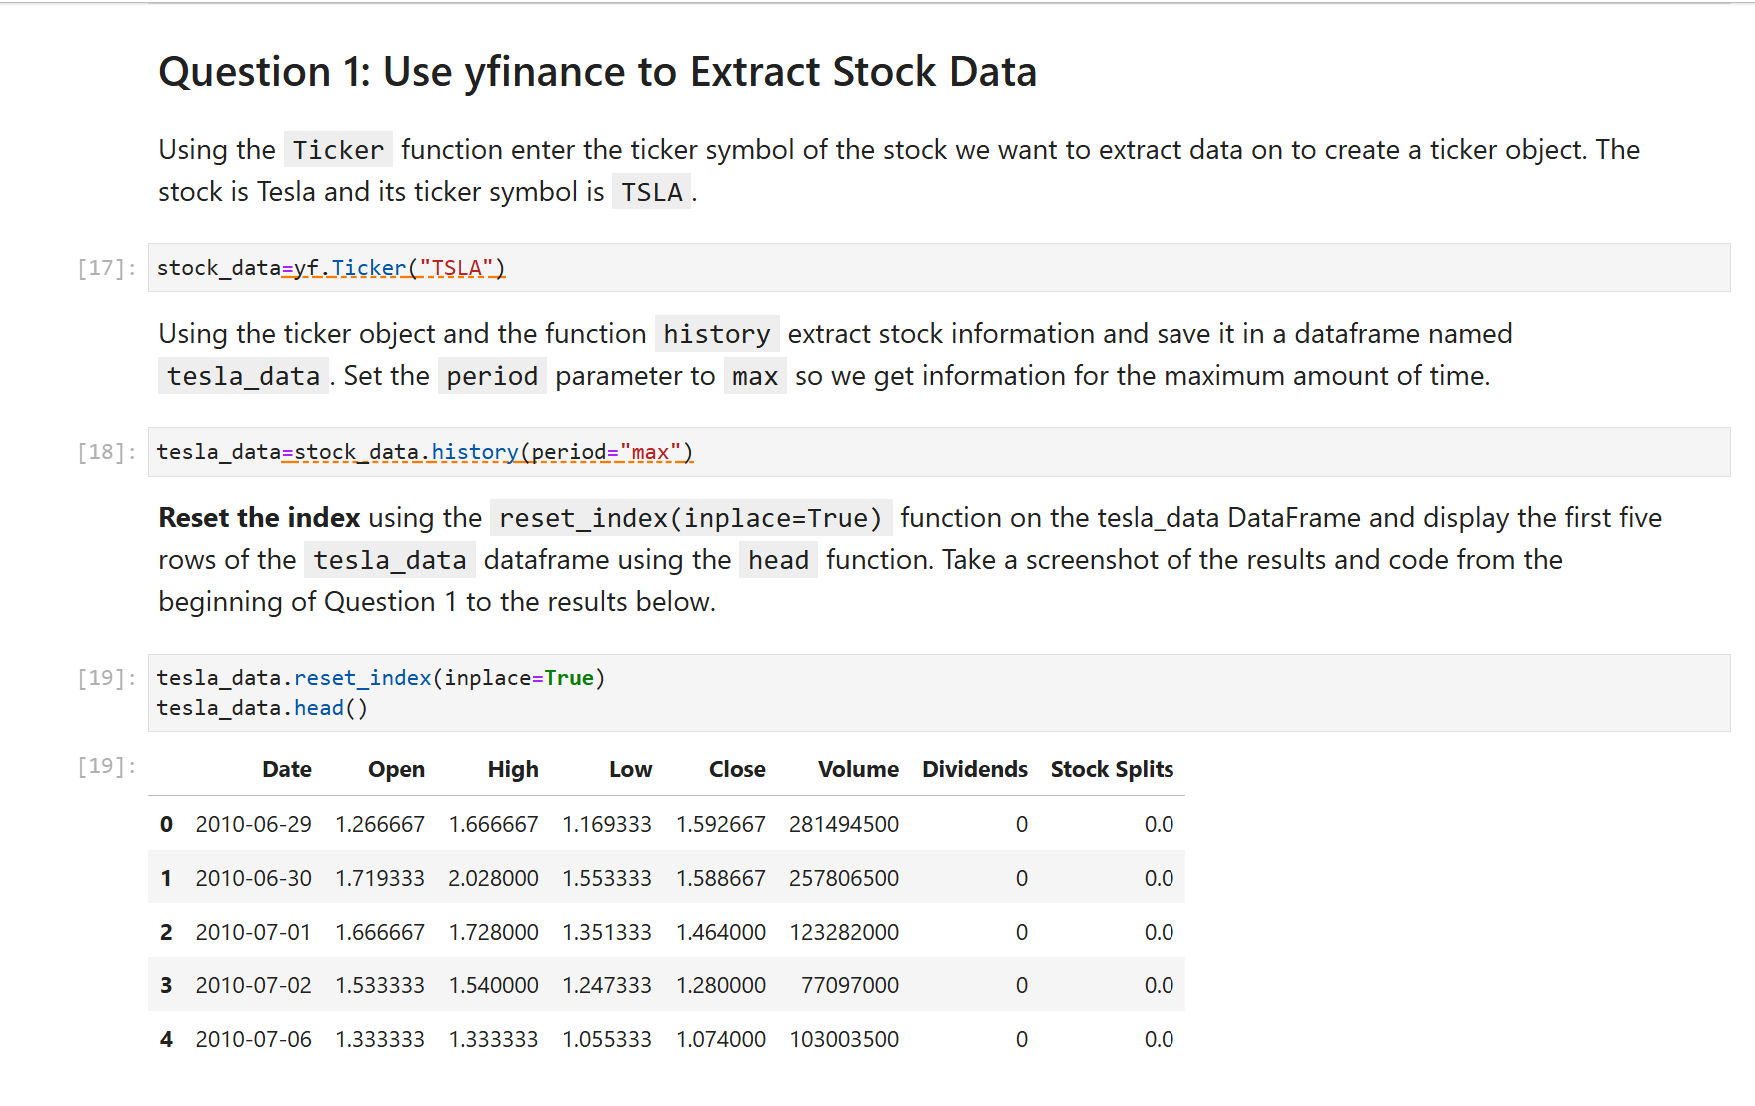 Question 1: Use yfinance to Extract Stock Data
Using the Ticker function enter the ticker symbol of the stock we want to extract data on to create a ticker object. The
stock is Tesla and its ticker symbol is TSLA .
[17]: stock_data=yf.Ticker("TSLA")
Using the ticker object and the function history extract stock information and save it in a dataframe named
tesla_data . Set the period parameter to max so we get information for the maximum amount of time.
[18]: tesla_data=stock_data.history(period="max")
Reset the index using the reset_index(inplace=True) function on the tesla_data DataFrame and display the first five
rows of the tesla_data dataframe using the head function. Take a screenshot of the results and code from the
beginning of Question 1 to the results below.
[19]: tesla_data.reset_index(inplace=True)
tesla_data.head()
[19]: Date Open High Low Close Volume Dividends Stock Splits
0 2010-06-29 1.266667 1.666667 1.169333 1.592667 281494500 0 0.0
1 2010-06-30 1.719333 2.028000 1.553333 1.588667 257806500 0 0.0
2 2010-07-01 1.666667 1.728000 1.351333 1.464000 123282000 0 0.0
3 2010-07-02 1.533333 1.540000 1.247333 1.280000 77097000 0 0.0
4 2010-07-06 1.333333 1.333333 1.055333 1.074000 103003500 0 0.0